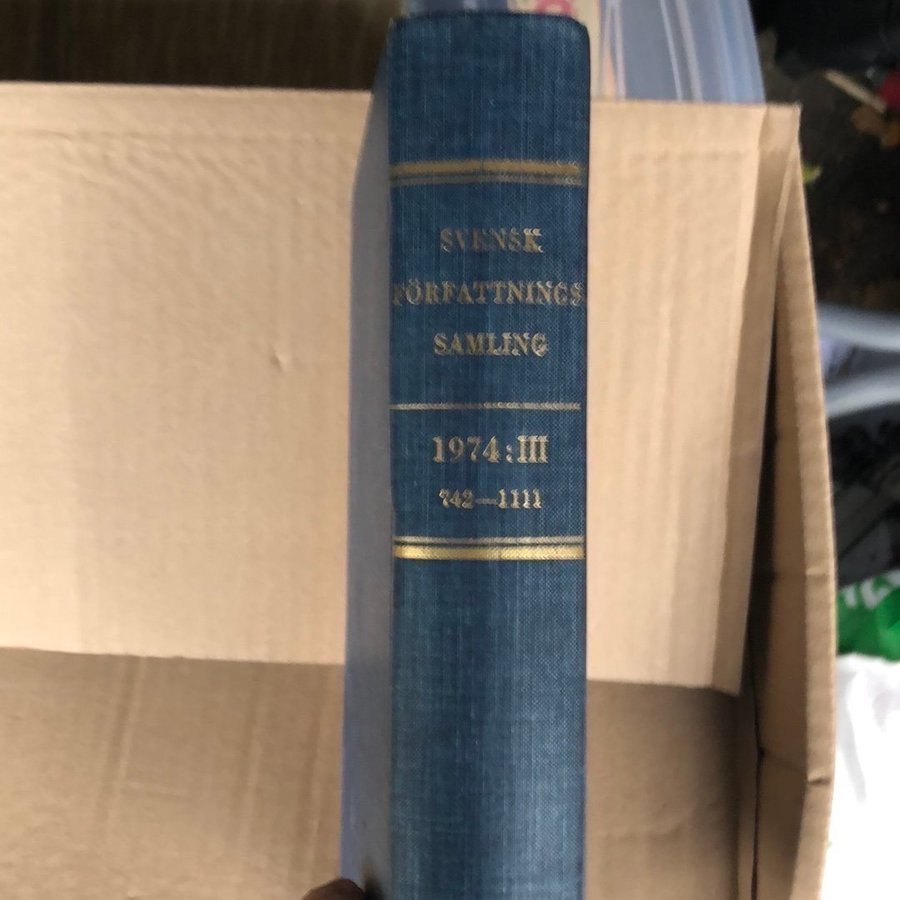 SVENSK
FÖRFATTNINGS
SAMLING
1974:III
742—1111